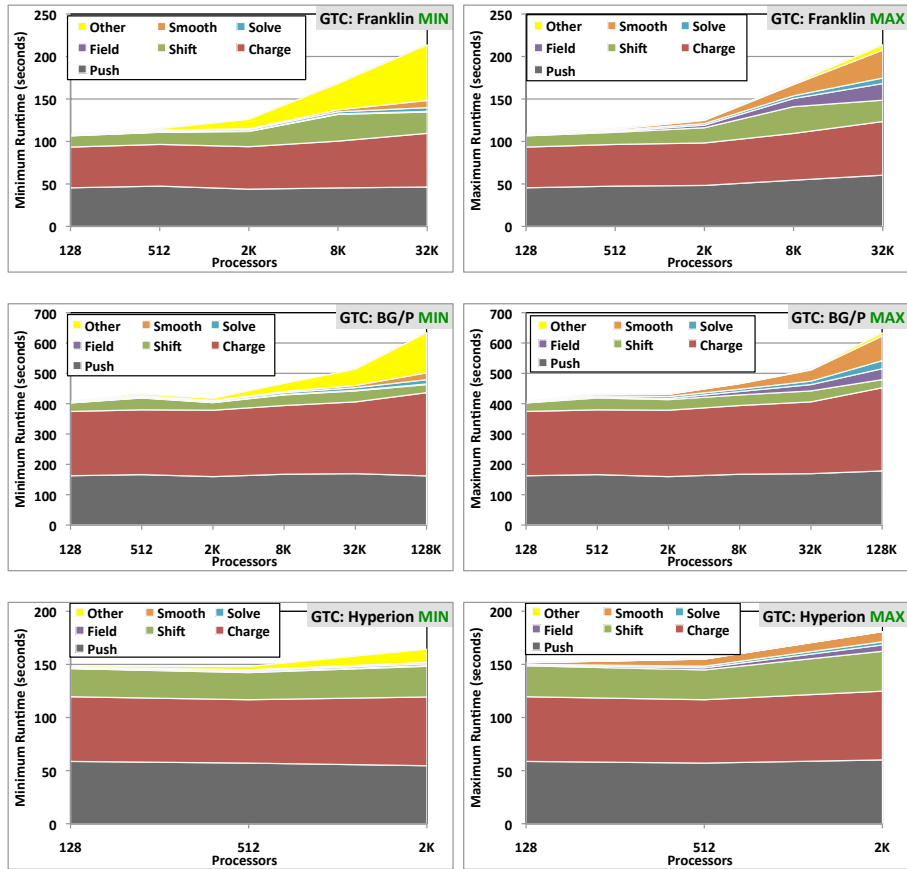 GTC: Franklin MIN
Minimum Runtime (seconds)
250
200
150
100
50
0
Other Smooth Solve
Field Shift Charge
Push
128 512 2K 8K 32K
Processors
GTC: Franklin MAX
Maximum Runtime (seconds)
250
200
150
100
50
0
Other Smooth Solve
Field Shift Charge
Push
128 512 2K 8K 32K
Processors
GTC: BG/P MIN
Minimum Runtime (seconds)
700
600
500
400
300
200
100
0
Other Smooth Solve
Field Shift Charge
Push
128 512 2K 8K 32K 128K
Processors
GTC: BG/P MAX
Maximum Runtime (seconds)
700
600
500
400
300
200
100
0
Other Smooth Solve
Field Shift Charge
Push
128 512 2K 8K 32K 128K
Processors
GTC: Hyperion MIN
Minimum Runtime (seconds)
200
150
100
50
0
Other Smooth Solve
Field Shift Charge
Push
128 512 2K
Processors
GTC: Hyperion MAX
Maximum Runtime (seconds)
200
150
100
50
0
Other Smooth Solve
Field Shift Charge
Push
128 512 2K
Processors